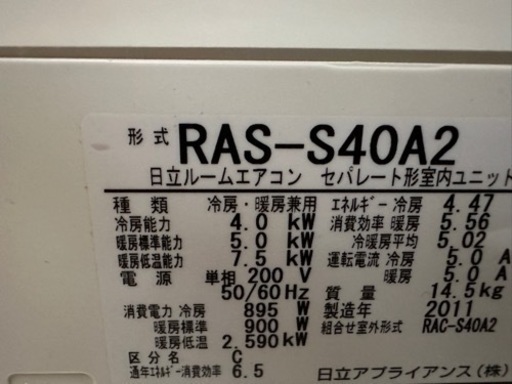 形式 RAS-S40A2
日立ルームエアコン セパレート形室内ユニット
種類 冷房・暖房兼用
冷房能力 4.0 kW
暖房標準能力 5.0 kW
暖房低温能力 7.5 kW
電源 単相 200 V
50/60 Hz
消費電力 冷房 895 W
暖房標準 900 W
暖房低温 2.590 kW
区分名 C
通年エネルギー消費効率 6.5
エネルギー 冷房 4.47
消費効率 暖房 5.56
冷暖房平均 5.02
運転電流 冷房 5.0 A
暖房 5.0 A
質量 14.5 kg
製造年 2011
組合せ室外形式 RAC-S40A2
日立アプライアンス(株)